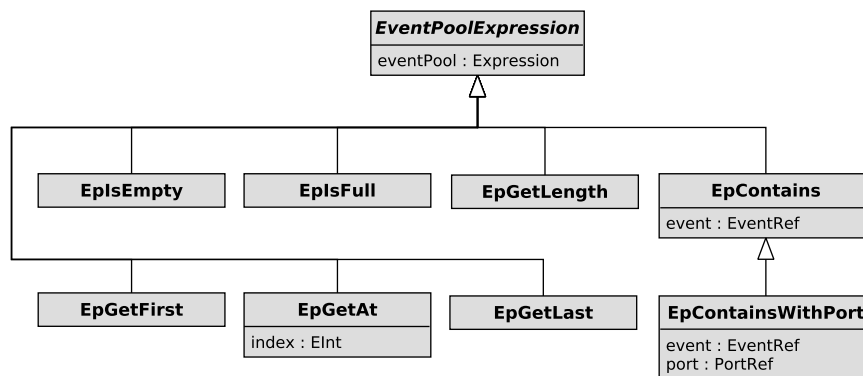 EventPoolExpression
eventPool : Expression
EpIsEmpty
EpIsFull
EpGetLength
EpContains
event : EventRef
EpGetFirst
EpGetAt
index : EInt
EpGetLast
EpContainsWithPort
event : EventRef
port : PortRef